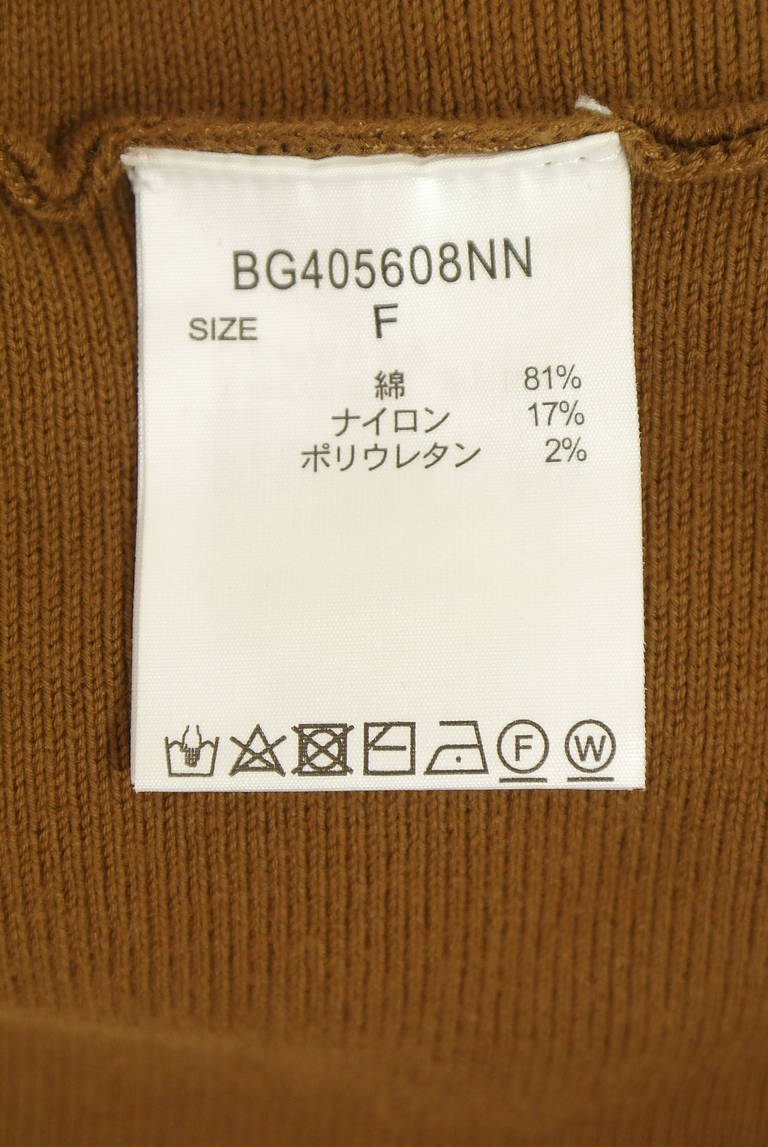 BG405608NN
SIZE F
綿 81%
ナイロン 17%
ポリウレタン 2%
F W